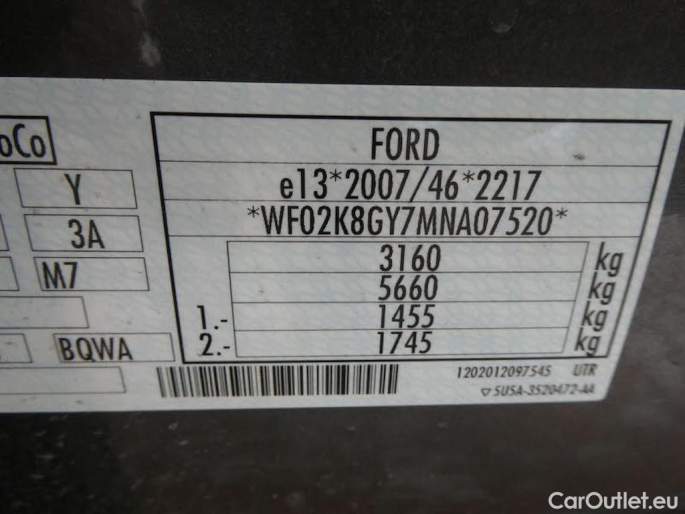 oCo
Y
3A
M7
BQWA
FORD
e13*2007/46*2217
*WF02K8GY7MNA07520*
3160 kg
5660 kg
1.- 1455 kg
2.- 1745 kg
1202012097545 UTR
▽ 5U5A-3520472-AA
CarOutlet.eu